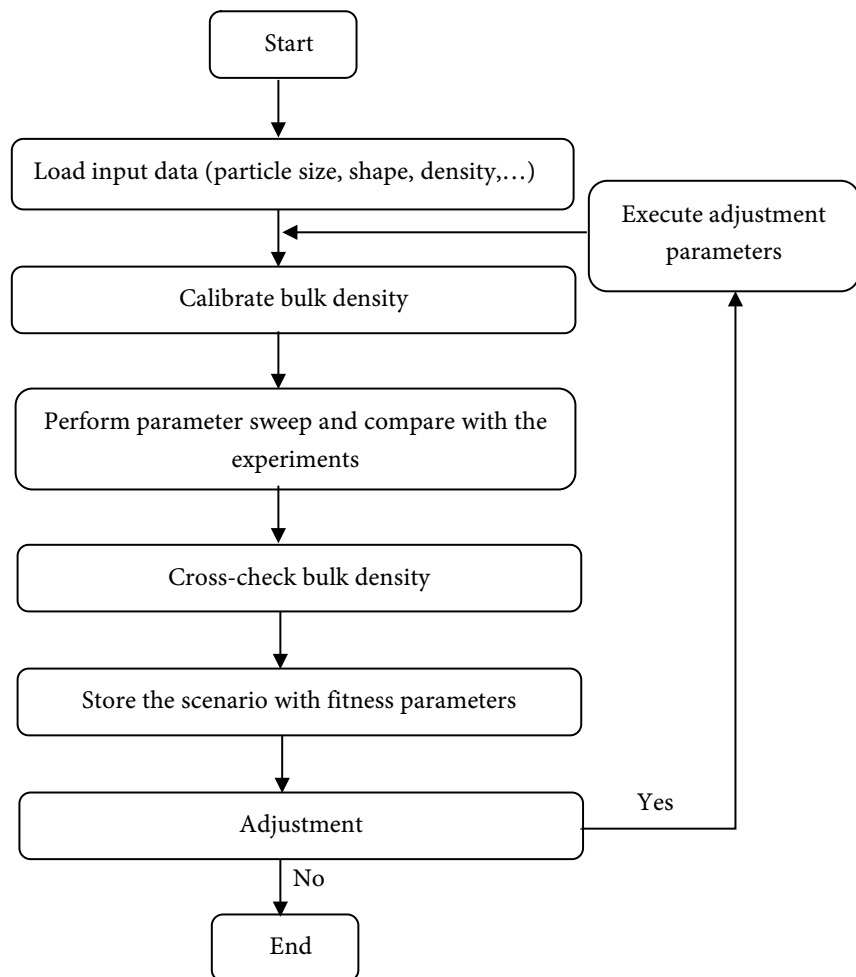 Start
Load input data (particle size, shape, density,…)
Execute adjustment
parameters
Calibrate bulk density
Perform parameter sweep and compare with the
experiments
Cross-check bulk density
Store the scenario with fitness parameters
Yes
Adjustment
No
End